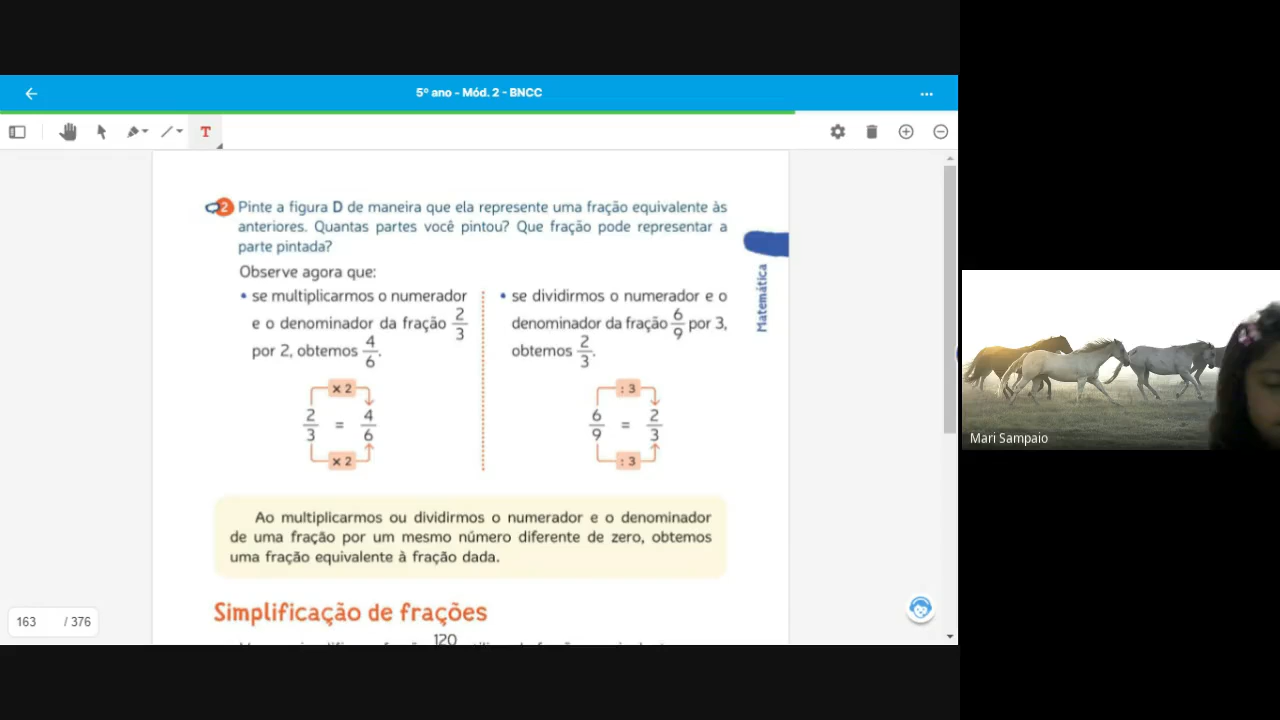 5º ano - Mód. 2 - BNCC
T
2 Pinte a figura D de maneira que ela represente uma fração equivalente às
anteriores. Quantas partes você pintou? Que fração pode representar a
parte pintada?
Observe agora que:
• se multiplicarmos o numerador
e o denominador da fração 2/3
por 2, obtemos 4/6.
× 2
2/3 = 4/6
× 2
• se dividirmos o numerador e o
denominador da fração 6/9 por 3,
obtemos 2/3.
: 3
6/9 = 2/3
: 3
Matemática
Ao multiplicarmos ou dividirmos o numerador e o denominador
de uma fração por um mesmo número diferente de zero, obtemos
uma fração equivalente à fração dada.
Simplificação de frações
120
163 / 376
Mari Sampaio